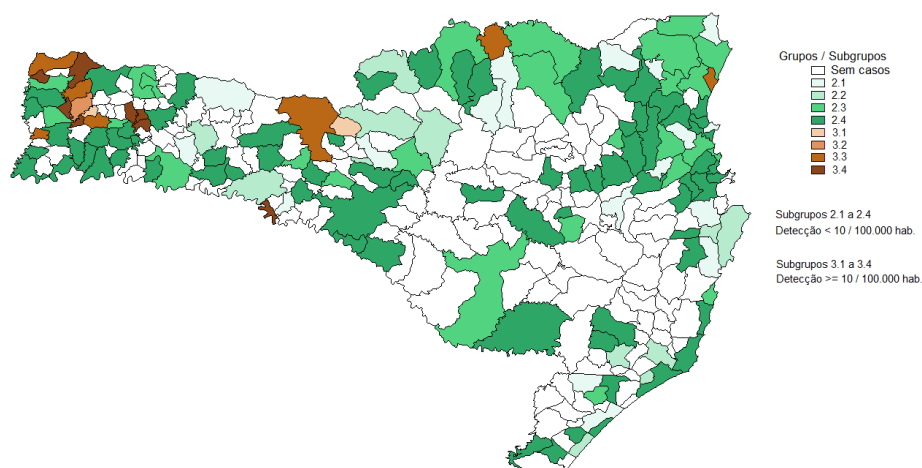 Grupos / Subgrupos
Sem casos
2.1
2.2
2.3
2.4
3.1
3.2
3.3
3.4
Subgrupos 2.1 a 2.4
Detecção < 10 / 100.000 hab.
Subgrupos 3.1 a 3.4
Detecção >= 10 / 100.000 hab.